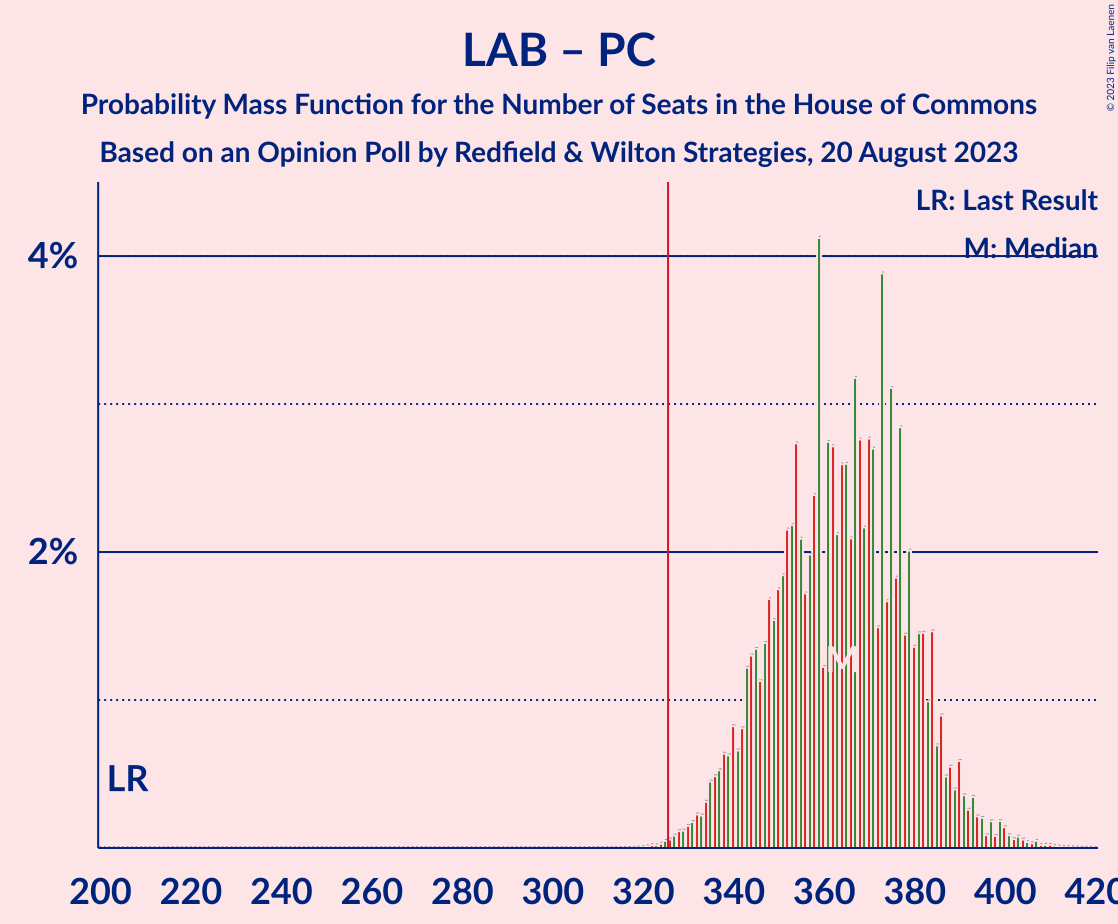 © 2023 Filip van Laenen
LAB – PC
Probability Mass Function for the Number of Seats in the House of Commons
Based on an Opinion Poll by Redfield & Wilton Strategies, 20 August 2023
LR: Last Result
M: Median
4%
2%
LR
M
200 220 240 260 280 300 320 340 360 380 400 420